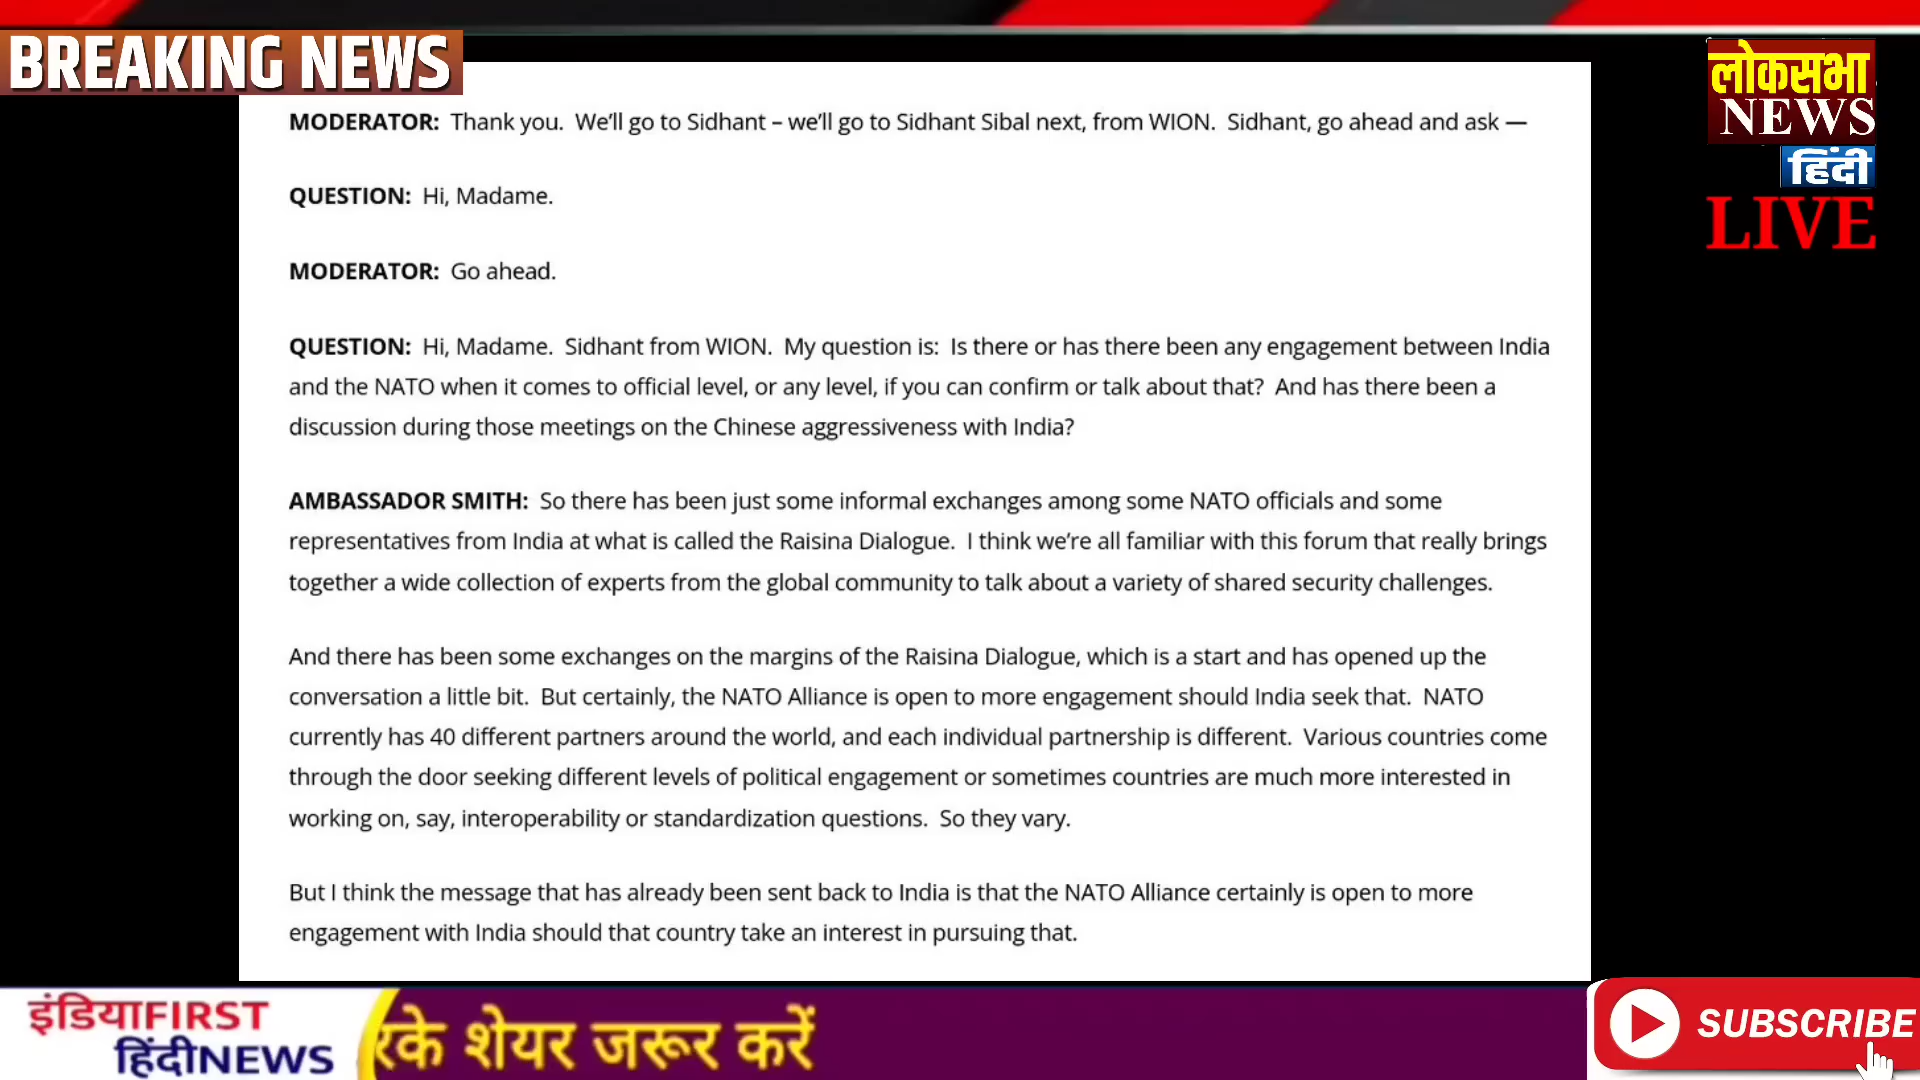 BREAKING NEWS
लोकसभा
NEWS
हिंदी
LIVE
MODERATOR: Thank you. We’ll go to Sidhant – we’ll go to Sidhant Sibal next, from WION. Sidhant, go ahead and ask —
QUESTION: Hi, Madame.
MODERATOR: Go ahead.
QUESTION: Hi, Madame. Sidhant from WION. My question is: Is there or has there been any engagement between India
and the NATO when it comes to official level, or any level, if you can confirm or talk about that? And has there been a
discussion during those meetings on the Chinese aggressiveness with India?
AMBASSADOR SMITH: So there has been just some informal exchanges among some NATO officials and some
representatives from India at what is called the Raisina Dialogue. I think we’re all familiar with this forum that really brings
together a wide collection of experts from the global community to talk about a variety of shared security challenges.
And there has been some exchanges on the margins of the Raisina Dialogue, which is a start and has opened up the
conversation a little bit. But certainly, the NATO Alliance is open to more engagement should India seek that. NATO
currently has 40 different partners around the world, and each individual partnership is different. Various countries come
through the door seeking different levels of political engagement or sometimes countries are much more interested in
working on, say, interoperability or standardization questions. So they vary.
But I think the message that has already been sent back to India is that the NATO Alliance certainly is open to more
engagement with India should that country take an interest in pursuing that.
इंडियाFIRST
हिंदीNEWS
रके शेयर जरूर करें
SUBSCRIBE